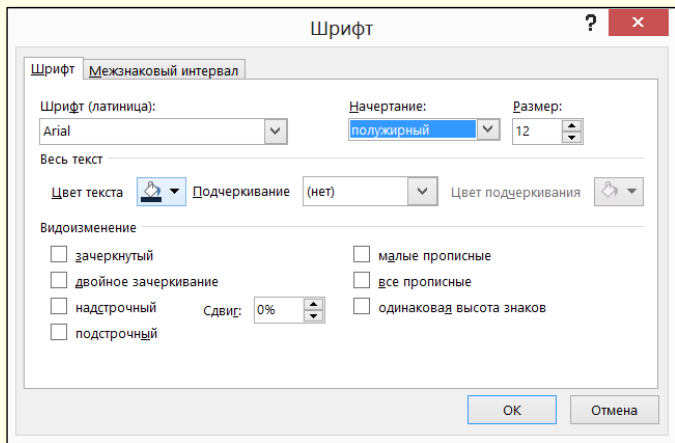 Шрифт ?
Шрифт Межзнаковый интервал
Шрифт (латиница): Начертание: Размер:
Arial полужирный 12
Весь текст
Цвет текста Подчеркивание (нет) Цвет подчеркивания
Видоизменение
зачеркнутый малые прописные
двойное зачеркивание все прописные
надстрочный Сдвиг: 0% одинаковая высота знаков
подстрочный
ОК Отмена